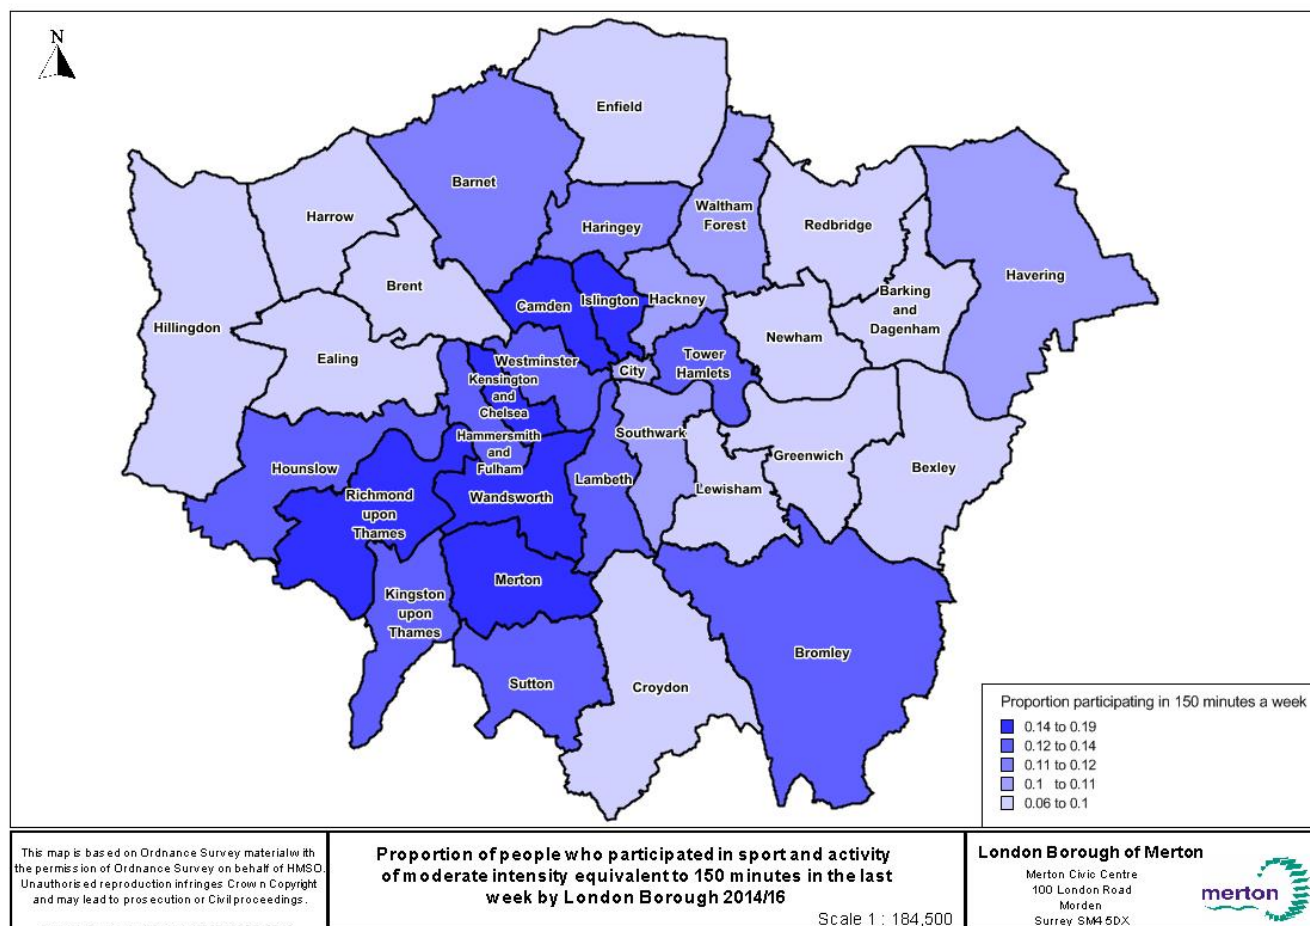 N
Enfield
Barnet
Harrow
Haringey
Waltham
Forest
Redbridge
Havering
Brent
Camden
Islington
Hackney
Barking
and
Dagenham
Hillingdon
Ealing
Westminster
City
Tower
Hamlets
Newham
Kensington
and
Chelsea
Hammersmith
and
Fulham
Southwark
Greenwich
Bexley
Hounslow
Richmond
upon
Thames
Wandsworth
Lambeth
Lewisham
Merton
Kingston
upon
Thames
Sutton
Croydon
Bromley
Proportion participating in 150 minutes a week
0.14 to 0.19
0.12 to 0.14
0.11 to 0.12
0.1 to 0.11
0.06 to 0.1
This map is based on Ordnance Survey material with
the permission of Ordnance Survey on behalf of HMSO.
Unauthorised reproduction infringes Crown Copyright
and may lead to prosecution or Civil proceedings.
Proportion of people who participated in sport and activity
of moderate intensity equivalent to 150 minutes in the last
week by London Borough 2014/16
Scale 1 : 184,500
London Borough of Merton
Merton Civic Centre
100 London Road
Morden
Surrey SM4 5DX
merton